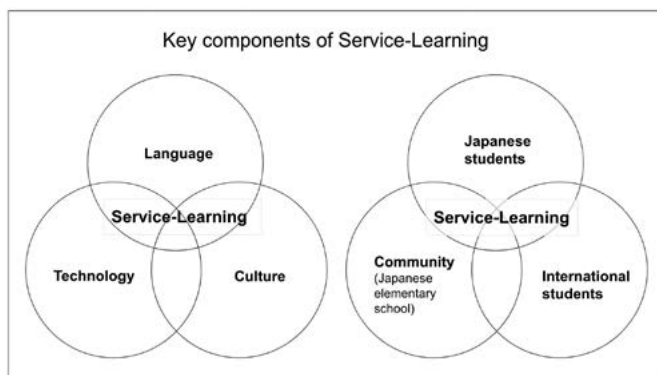 Key components of Service-Learning
Language
Service-Learning
Technology
Culture
Japanese
students
Service-Learning
Community
(Japanese
elementary
school)
International
students